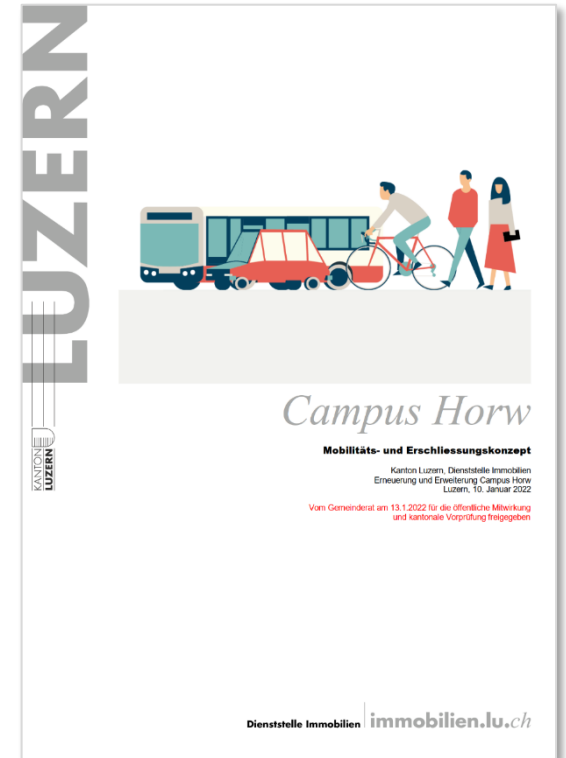 LUZERN
KANTON
LUZERN
Campus Horw
Mobilitäts- und Erschliessungskonzept
Kanton Luzern, Dienststelle Immobilien
Erneuerung und Erweiterung Campus Horw
Luzern, 10. Januar 2022
Vom Gemeinderat am 13.1.2022 für die öffentliche Mitwirkung
und kantonale Vorprüfung freigegeben
Dienststelle Immobilien immobilien.lu.ch